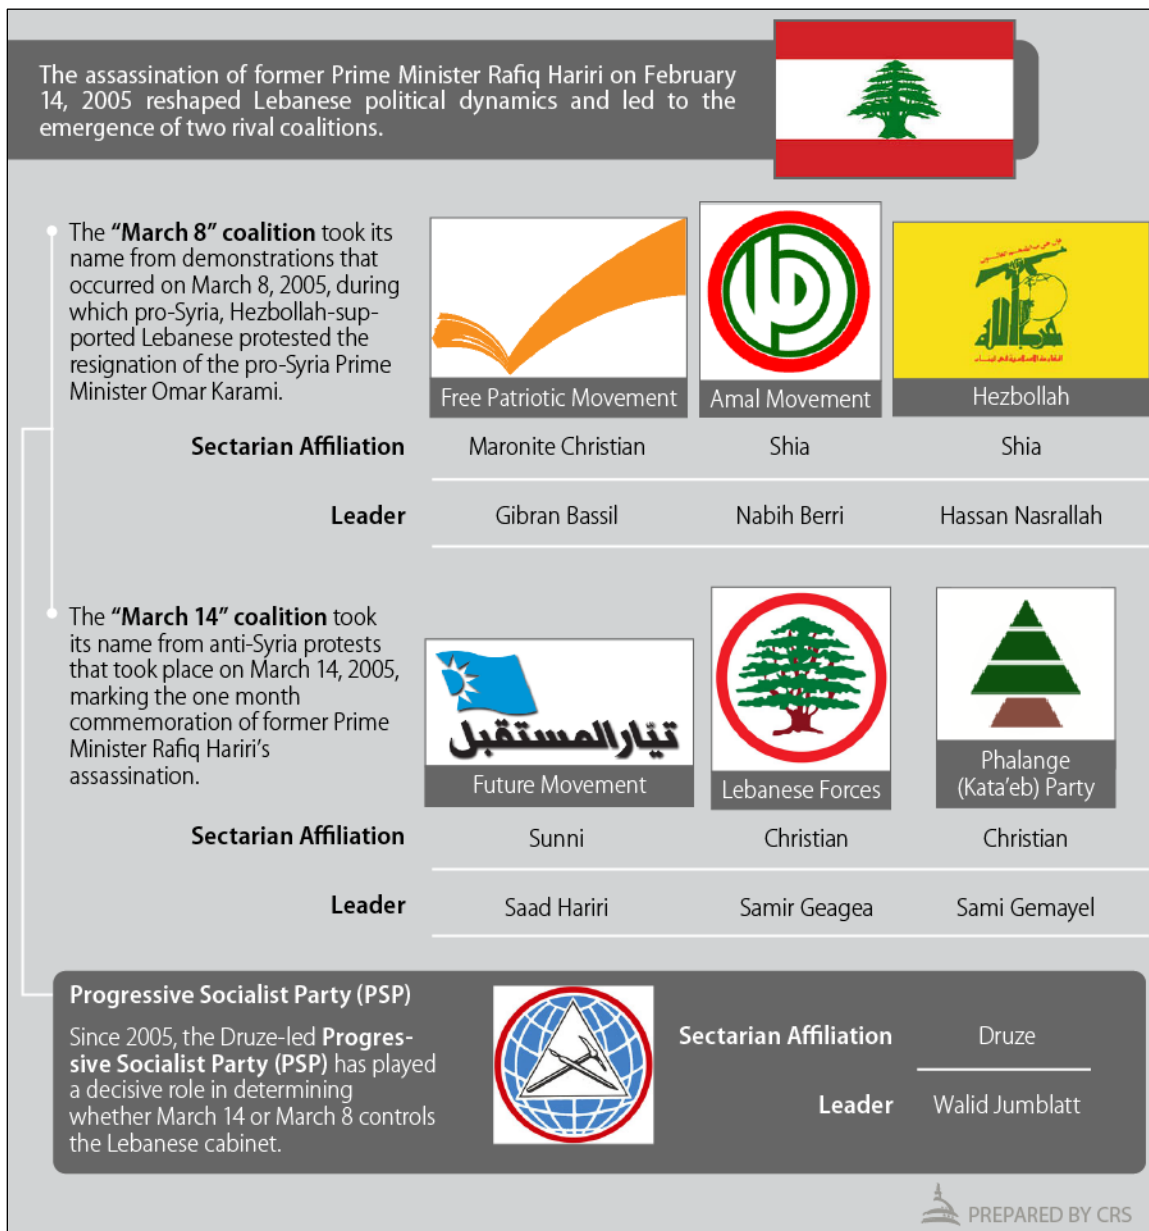 The assassination of former Prime Minister Rafiq Hariri on February
14, 2005 reshaped Lebanese political dynamics and led to the
emergence of two rival coalitions.
The “March 8” coalition took its
name from demonstrations that
occurred on March 8, 2005, during
which pro-Syria, Hezbollah-sup-
ported Lebanese protested the
resignation of the pro-Syria Prime
Minister Omar Karami.
Free Patriotic Movement
Amal Movement
Hezbollah
Sectarian Affiliation Maronite Christian Shia Shia
Leader Gibran Bassil Nabih Berri Hassan Nasrallah
The “March 14” coalition took
its name from anti-Syria protests
that took place on March 14, 2005,
marking the one month
commemoration of former Prime
Minister Rafiq Hariri’s
assassination.
تيّار المستقبل
Future Movement
Lebanese Forces
Phalange
(Kata’eb) Party
Sectarian Affiliation Sunni Christian Christian
Leader Saad Hariri Samir Geagea Sami Gemayel
Progressive Socialist Party (PSP)
Since 2005, the Druze-led Progres-
sive Socialist Party (PSP) has played
a decisive role in determining
whether March 14 or March 8 controls
the Lebanese cabinet.
Sectarian Affiliation Druze
Leader Walid Jumblatt
PREPARED BY CRS